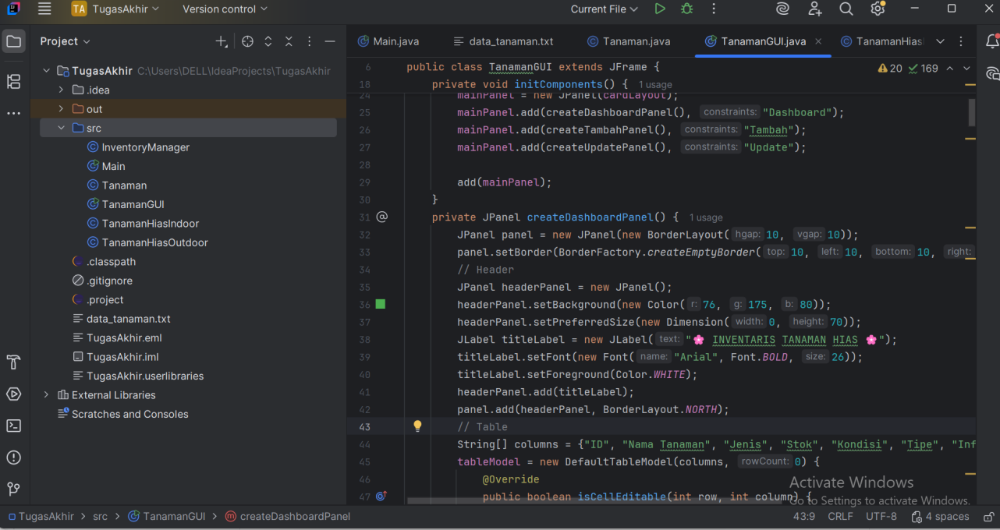 TA TugasAkhir Version control Current File
Project
Main.java data_tanaman.txt Tanaman.java TanamanGUI.java TanamanHias
TugasAkhir C:\Users\DELL\IdeaProjects\TugasAkhir
.idea
out
src
InventoryManager
Main
Tanaman
TanamanGUI
TanamanHiasIndoor
TanamanHiasOutdoor
.classpath
.gitignore
.project
data_tanaman.txt
TugasAkhir.eml
TugasAkhir.iml
TugasAkhir.userlibraries
External Libraries
Scratches and Consoles
6 public class TanamanGUI extends JFrame {
20 169
18 private void initComponents() { 1 usage
24 mainPanel = new JPanel(cardLayout);
25 mainPanel.add(createDashboardPanel(), constraints: "Dashboard");
26 mainPanel.add(createTambahPanel(), constraints: "Tambah");
27 mainPanel.add(createUpdatePanel(), constraints: "Update");
28
29 add(mainPanel);
30 }
31 @ private JPanel createDashboardPanel() { 1 usage
32 JPanel panel = new JPanel(new BorderLayout( hgap: 10, vgap: 10));
33 panel.setBorder(BorderFactory.createEmptyBorder( top: 10, left: 10, bottom: 10, right:
34 // Header
35 JPanel headerPanel = new JPanel();
36 headerPanel.setBackground(new Color( r: 76, g: 175, b: 80));
37 headerPanel.setPreferredSize(new Dimension( width: 0, height: 70));
38 JLabel titleLabel = new JLabel( text: "🌸 INVENTARIS TANAMAN HIAS 🌸");
39 titleLabel.setFont(new Font( name: "Arial", Font.BOLD, size: 26));
40 titleLabel.setForeground(Color.WHITE);
41 headerPanel.add(titleLabel);
42 panel.add(headerPanel, BorderLayout.NORTH);
43 // Table
44 String[] columns = {"ID", "Nama Tanaman", "Jenis", "Stok", "Kondisi", "Tipe", "Inf
45 tableModel = new DefaultTableModel(columns, rowCount: 0) {
46 @Override
47 public boolean isCellEditable(int row, int column) {
Activate Windows
Go to Settings to activate Windows.
TugasAkhir > src > TanamanGUI > createDashboardPanel 43:9 CRLF UTF-8 4 spaces